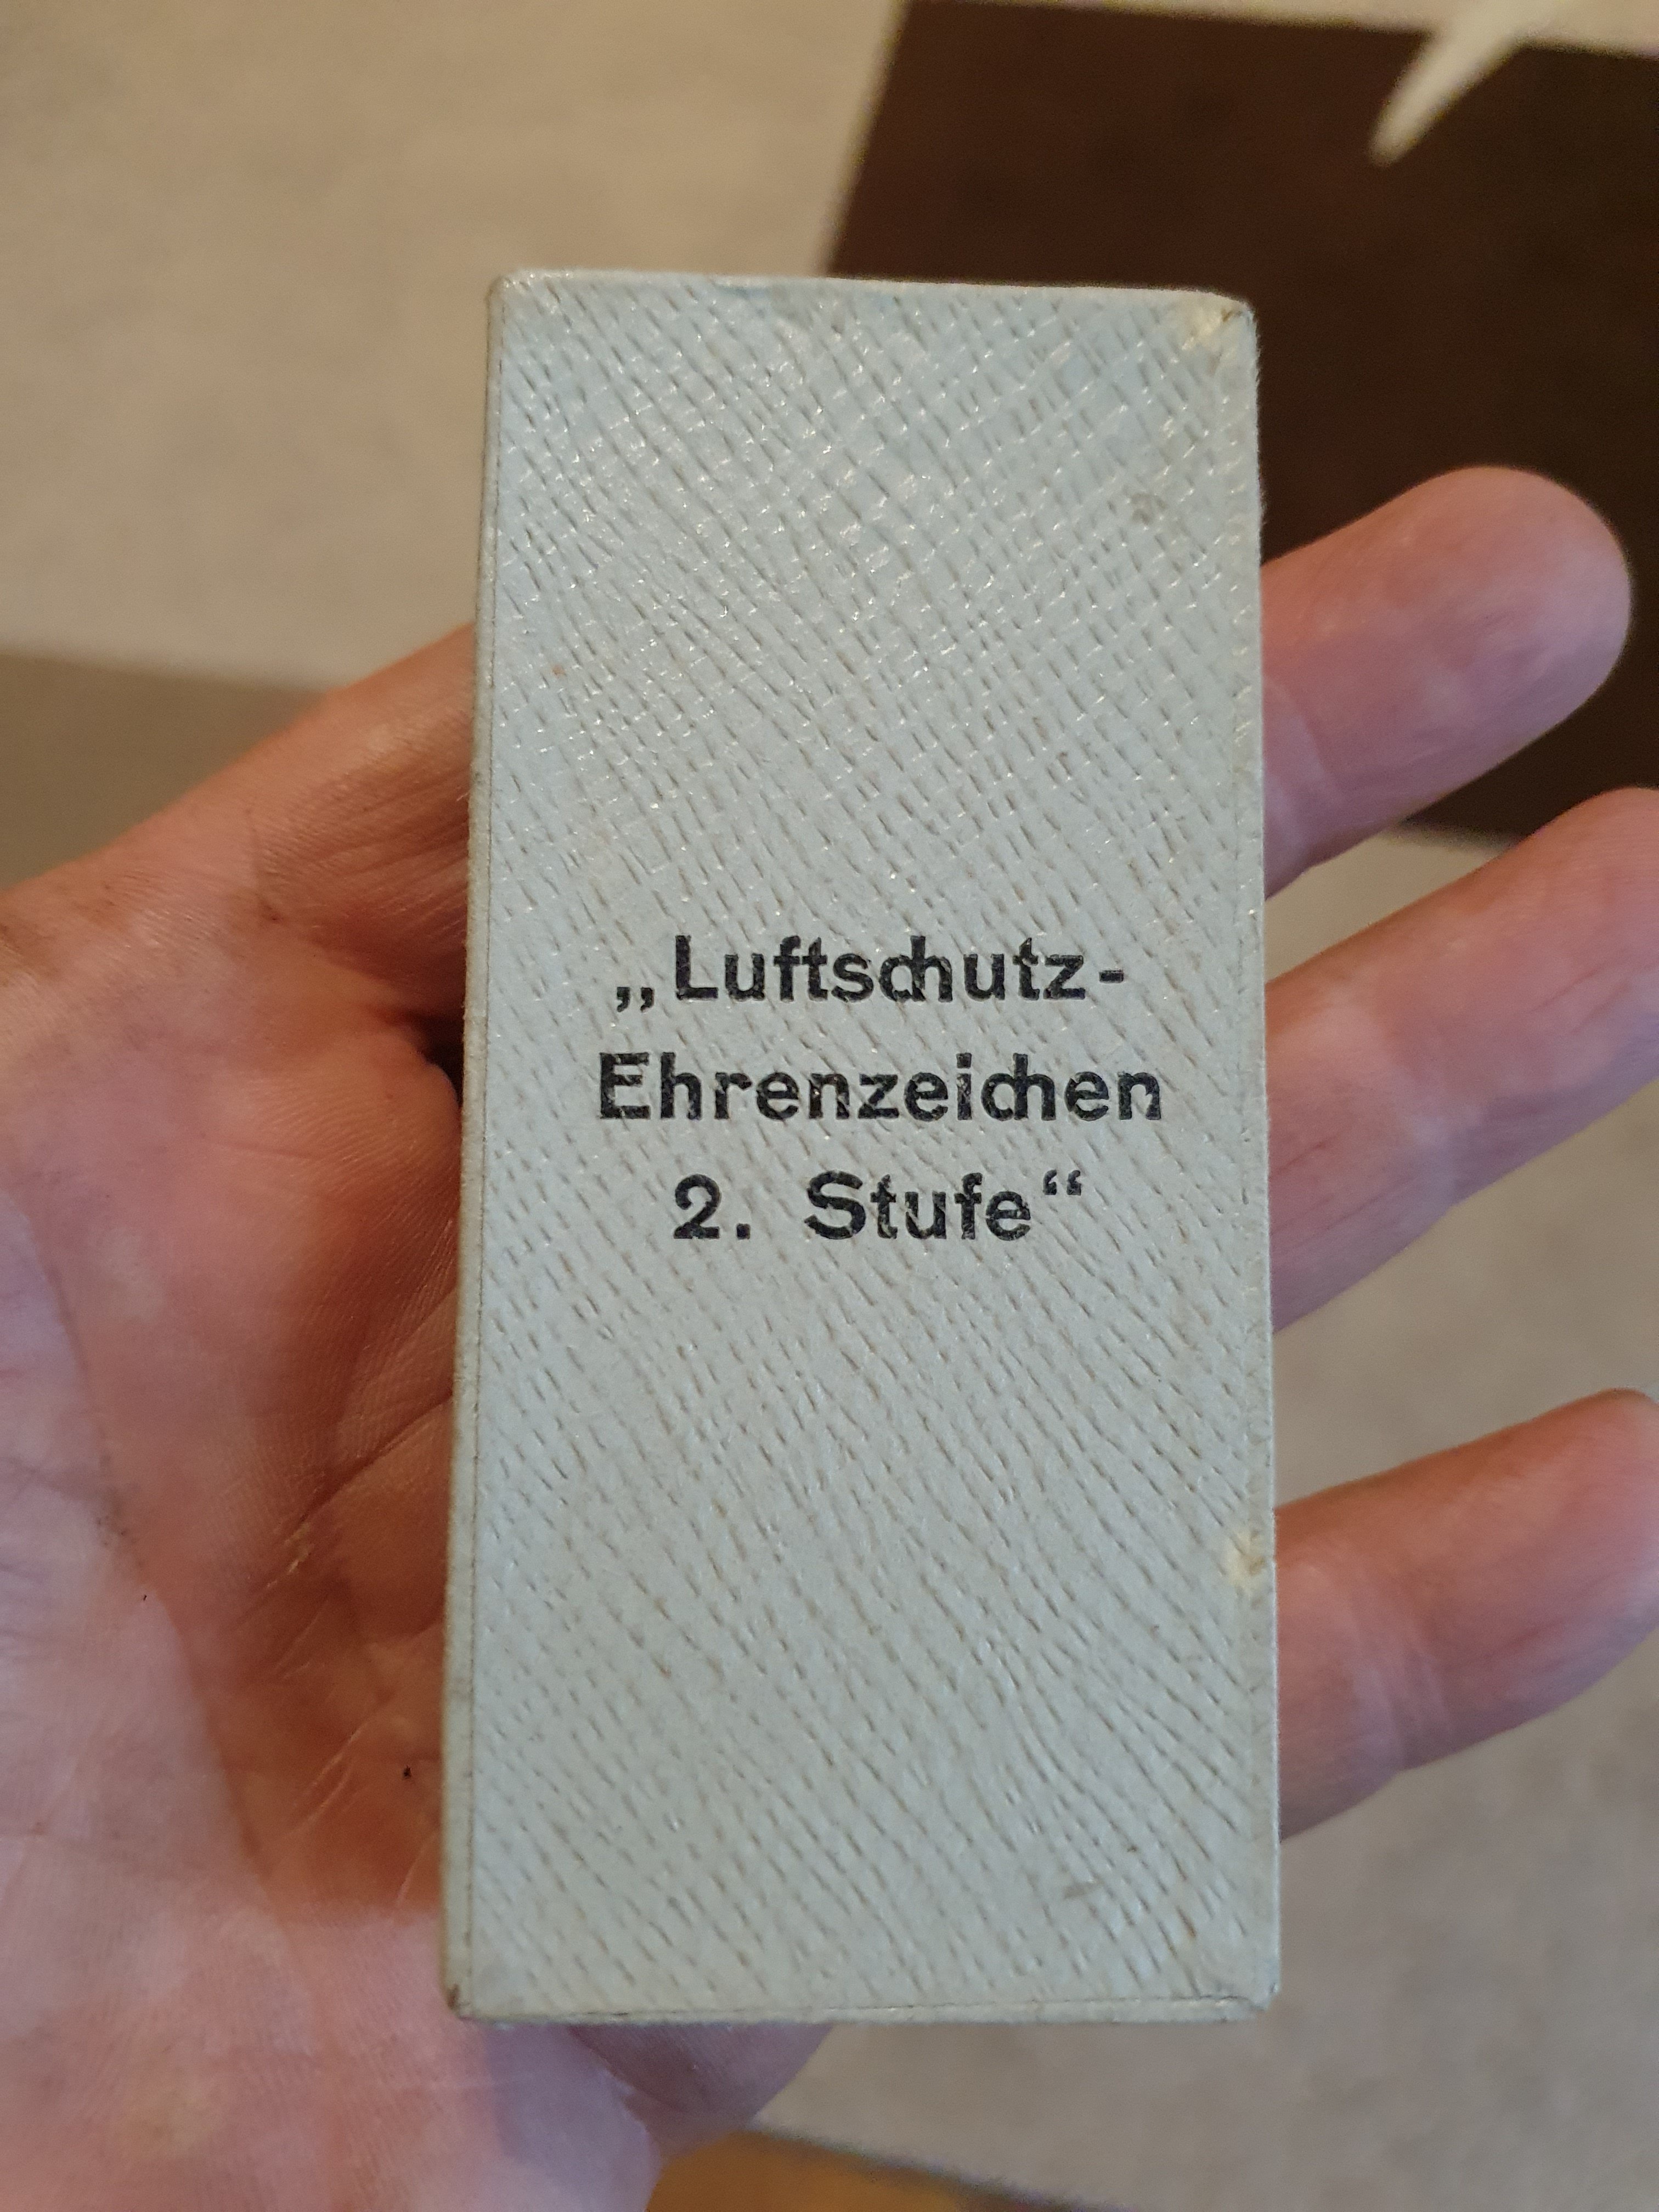 „Luftschutz-
Ehrenzeichen
2. Stufe“